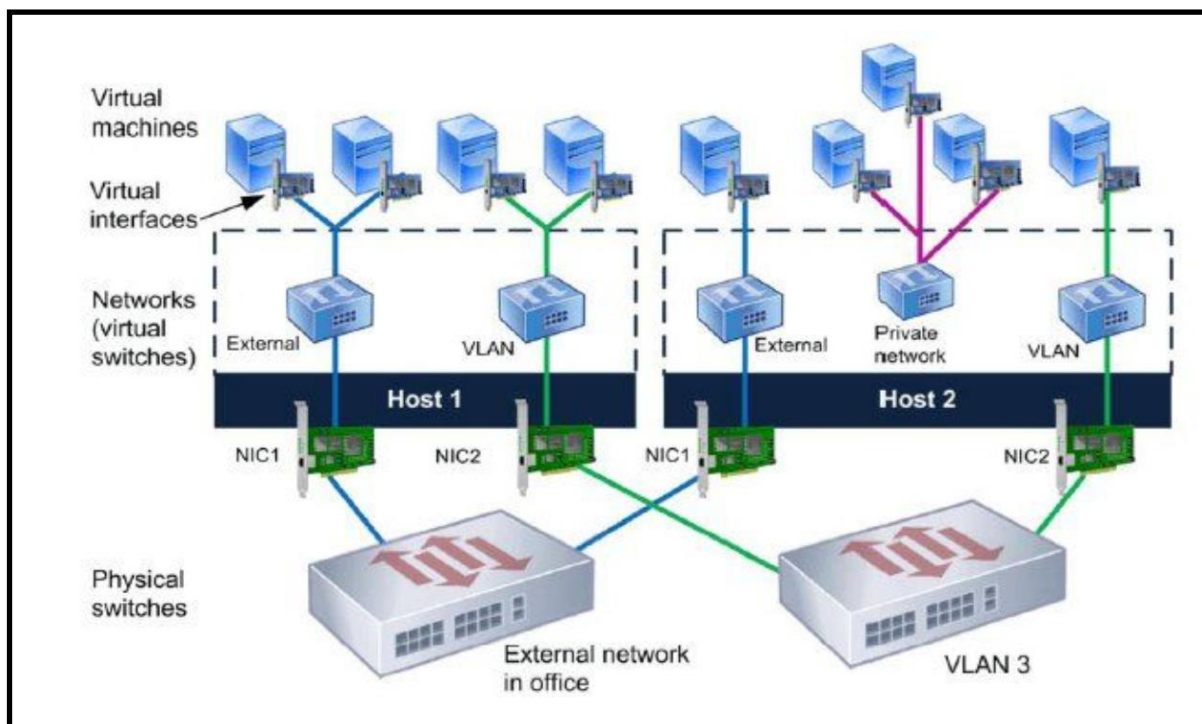 Virtual
machines
Virtual
interfaces
Networks
(virtual
switches)
External
VLAN
External
Private
network
VLAN
Host 1
Host 2
NIC1
NIC2
NIC1
NIC2
Physical
switches
External network
in office
VLAN 3